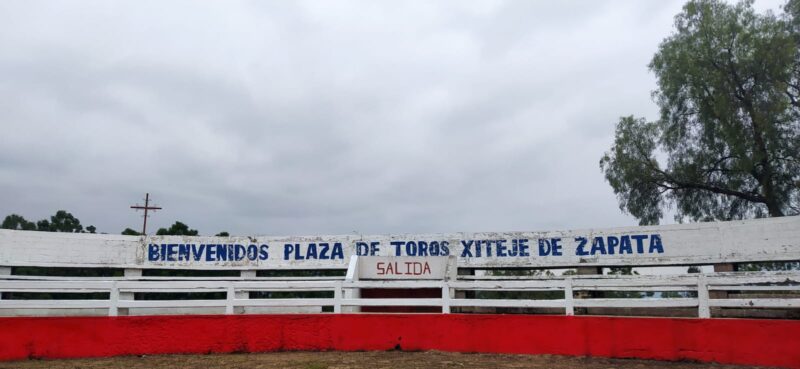 BIENVENIDOS PLAZA DE TOROS XITEJE DE ZAPATA
SALIDA